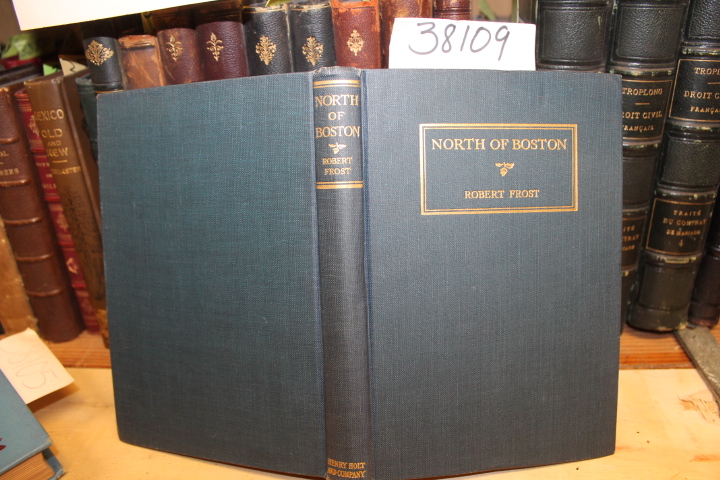 38109
NORTH
OF
BOSTON
ROBERT
FROST
HENRY HOLT
AND COMPANY
NORTH OF BOSTON
ROBERT FROST
MEXICO
OLD
AND
NEW
TROPLONG
DROIT CIVIL
FRANÇAIS
TROPLONG
DROIT CIVIL
FRANÇAIS
TRAITÉ
DU CONTRAT
DE MARIAGE
4